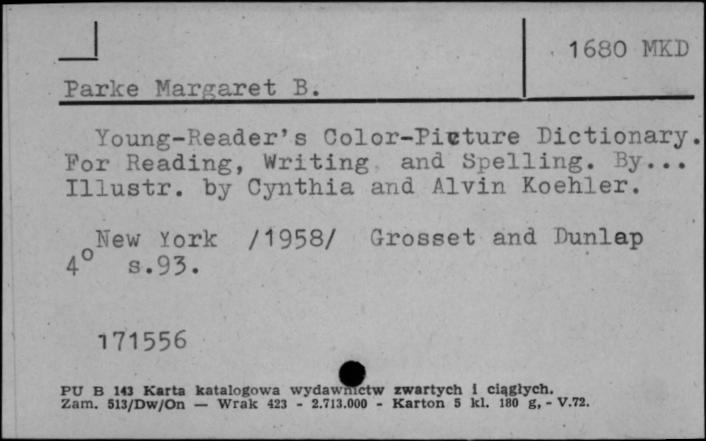 1680 MKD
Parke Margaret B.
Young-Reader's Color-Picture Dictionary.
For Reading, Writing and Spelling. By...
Illustr. by Cynthia and Alvin Koehler.
New York /1958/ Grosset and Dunlap
4° s.93.
171556
PU B 143 Karta katalogowa wydawnictw zwartych i ciągłych.
Zam. 513/Dw/On — Wrak 423 - 2.713.000 - Karton 5 kl. 180 g, - V.72.